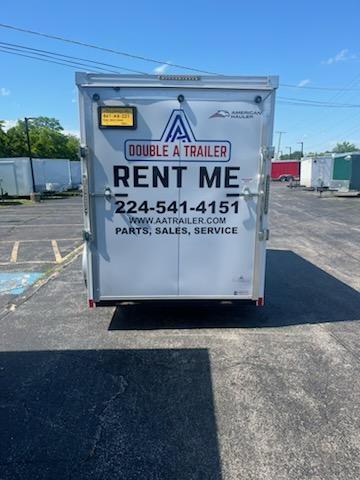 AMERICAN
HAULER
DOUBLE A TRAILER
RENT ME
224-541-4151
WWW.AATRAILER.COM
PARTS, SALES, SERVICE